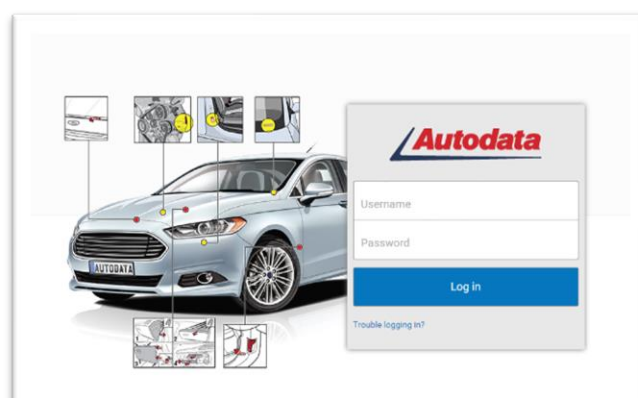 Autodata
Username
Password
Log in
Trouble logging in?
AUTODATA